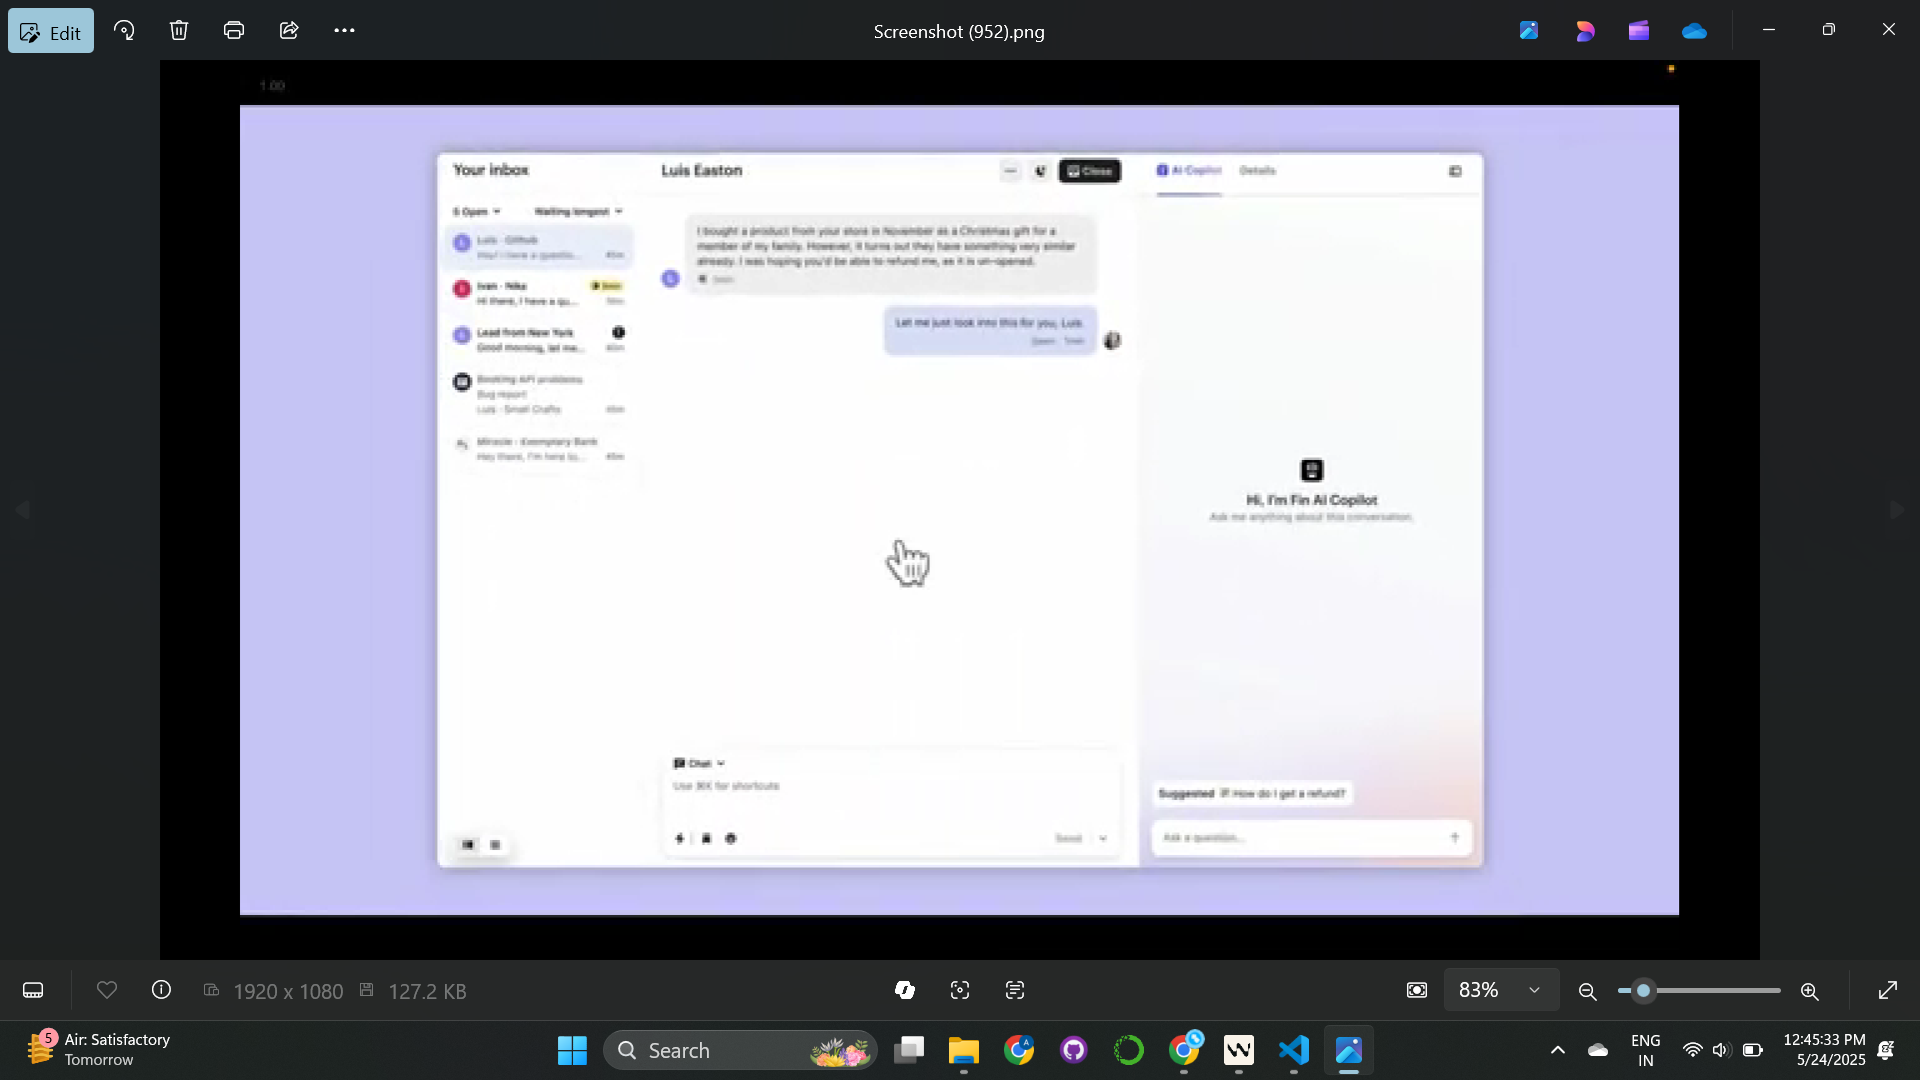 Edit
Screenshot (952).png
1.00
Your inbox
Luis Easton
Close
AI Copilot
Details
5 Open
Waiting longest
Luis - Github
Hey! I have a questio...
45m
I bought a product from your store in November as a Christmas gift for a
member of my family. However, it turns out they have something very similar
already. I was hoping you'd be able to refund me, as it is un-opened.
Ivan - Nike
Hi there, I have a qu...
Let me just look into this for you, Luis.
Seen · 1min
Lead from New York
Good morning, let me...
Booking API problems
Bug report
Luis - Small Crafts
Miracle - Exemplary Bank
Hey there, I'm here to...
Hi, I'm Fin AI Copilot
Ask me anything about this conversation.
Chat
Use ⌘K for shortcuts
Send
Suggested
How do I get a refund?
Ask a question...
1920 x 1080
127.2 KB
83%
5
Air: Satisfactory
Tomorrow
Search
ENG
IN
12:45:33 PM
5/24/2025